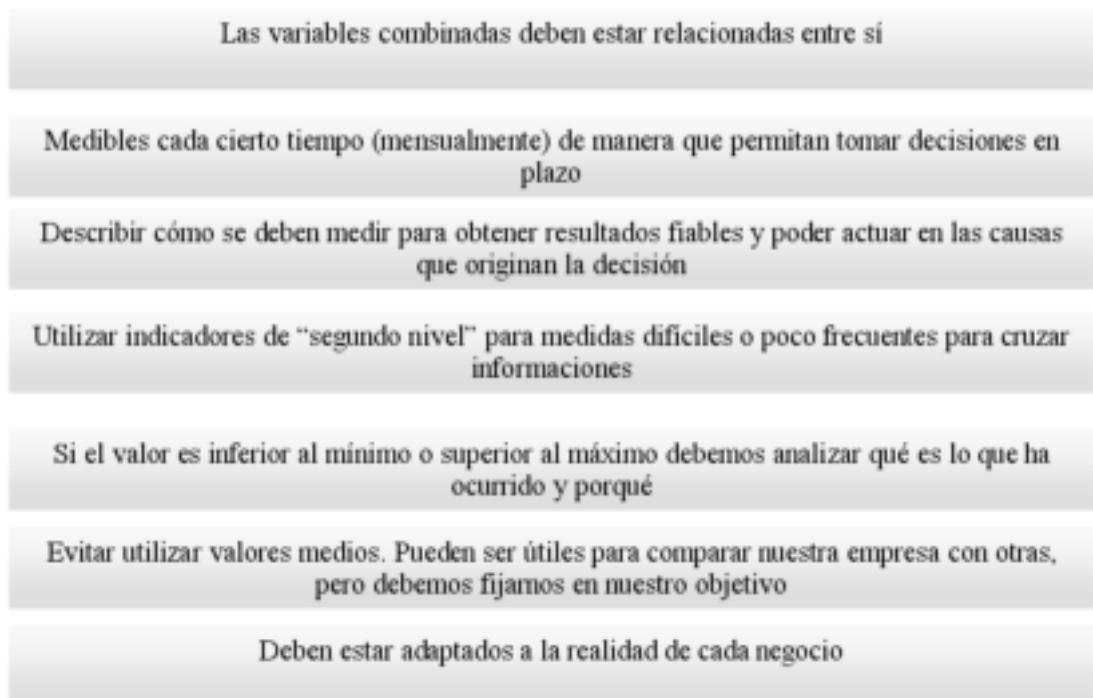 Las variables combinadas deben estar relacionadas entre sí
Medibles cada cierto tiempo (mensualmente) de manera que permitan tomar decisiones en
plazo
Describir cómo se deben medir para obtener resultados fiables y poder actuar en las causas
que originan la decisión
Utilizar indicadores de “segundo nivel” para medidas difíciles o poco frecuentes para cruzar
informaciones
Si el valor es inferior al mínimo o superior al máximo debemos analizar qué es lo que ha
ocurrido y porqué
Evitar utilizar valores medios. Pueden ser útiles para comparar nuestra empresa con otras,
pero debemos fijarnos en nuestro objetivo
Deben estar adaptados a la realidad de cada negocio